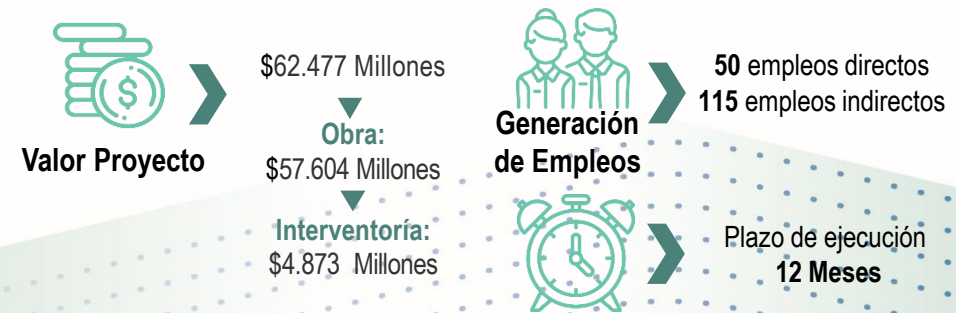 Valor Proyecto
$62.477 Millones
Obra:
$57.604 Millones
Interventoría:
$4.873 Millones
Generación
de Empleos
50 empleos directos
115 empleos indirectos
Plazo de ejecución
12 Meses